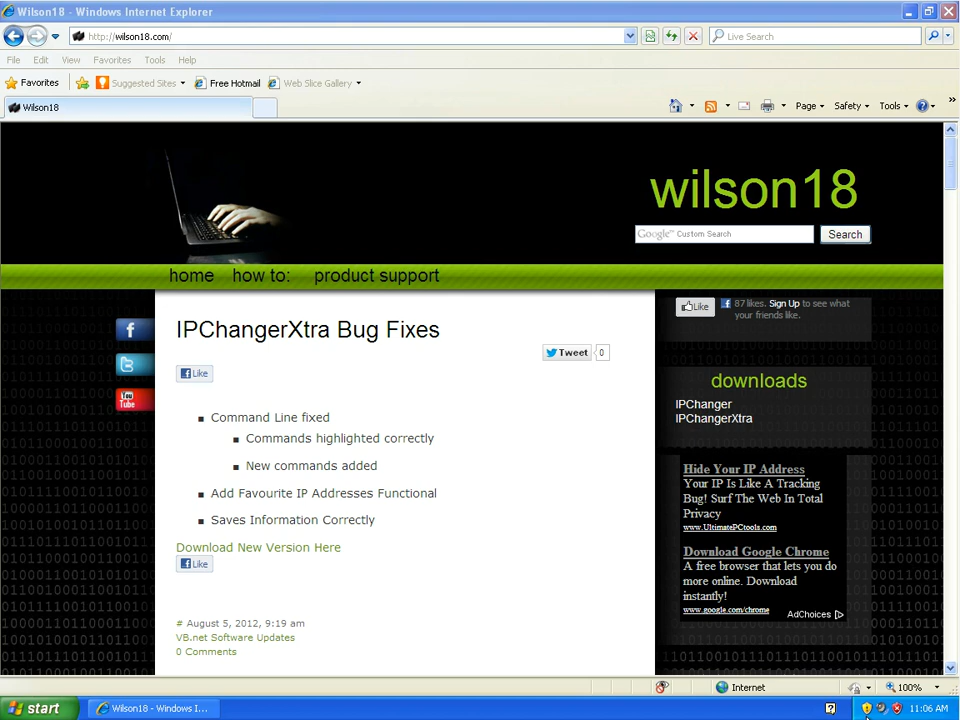 Wilson18 - Windows Internet Explorer
http://wilson18.com/
Live Search
File Edit View Favorites Tools Help
Favorites Suggested Sites Free Hotmail Web Slice Gallery
Wilson18
Page Safety Tools
wilson18
Google™ Custom Search Search
home how to: product support
IPChangerXtra Bug Fixes
Tweet 0
Like
Command Line fixed
Commands highlighted correctly
New commands added
Add Favourite IP Addresses Functional
Saves Information Correctly
Download New Version Here
Like
# August 5, 2012, 9:19 am
VB.net Software Updates
0 Comments
You Tube
Like 87 likes. Sign Up to see what
your friends like.
downloads
IPChanger
IPChangerXtra
Hide Your IP Address
Your IP Is Like A Tracking
Bug! Surf The Web In Total
Privacy
www.UltimatePCtools.com
Download Google Chrome
A free browser that lets you do
more online. Download
instantly!
www.google.com/chrome
AdChoices
Internet 100%
start Wilson18 - Windows I... 11:06 AM